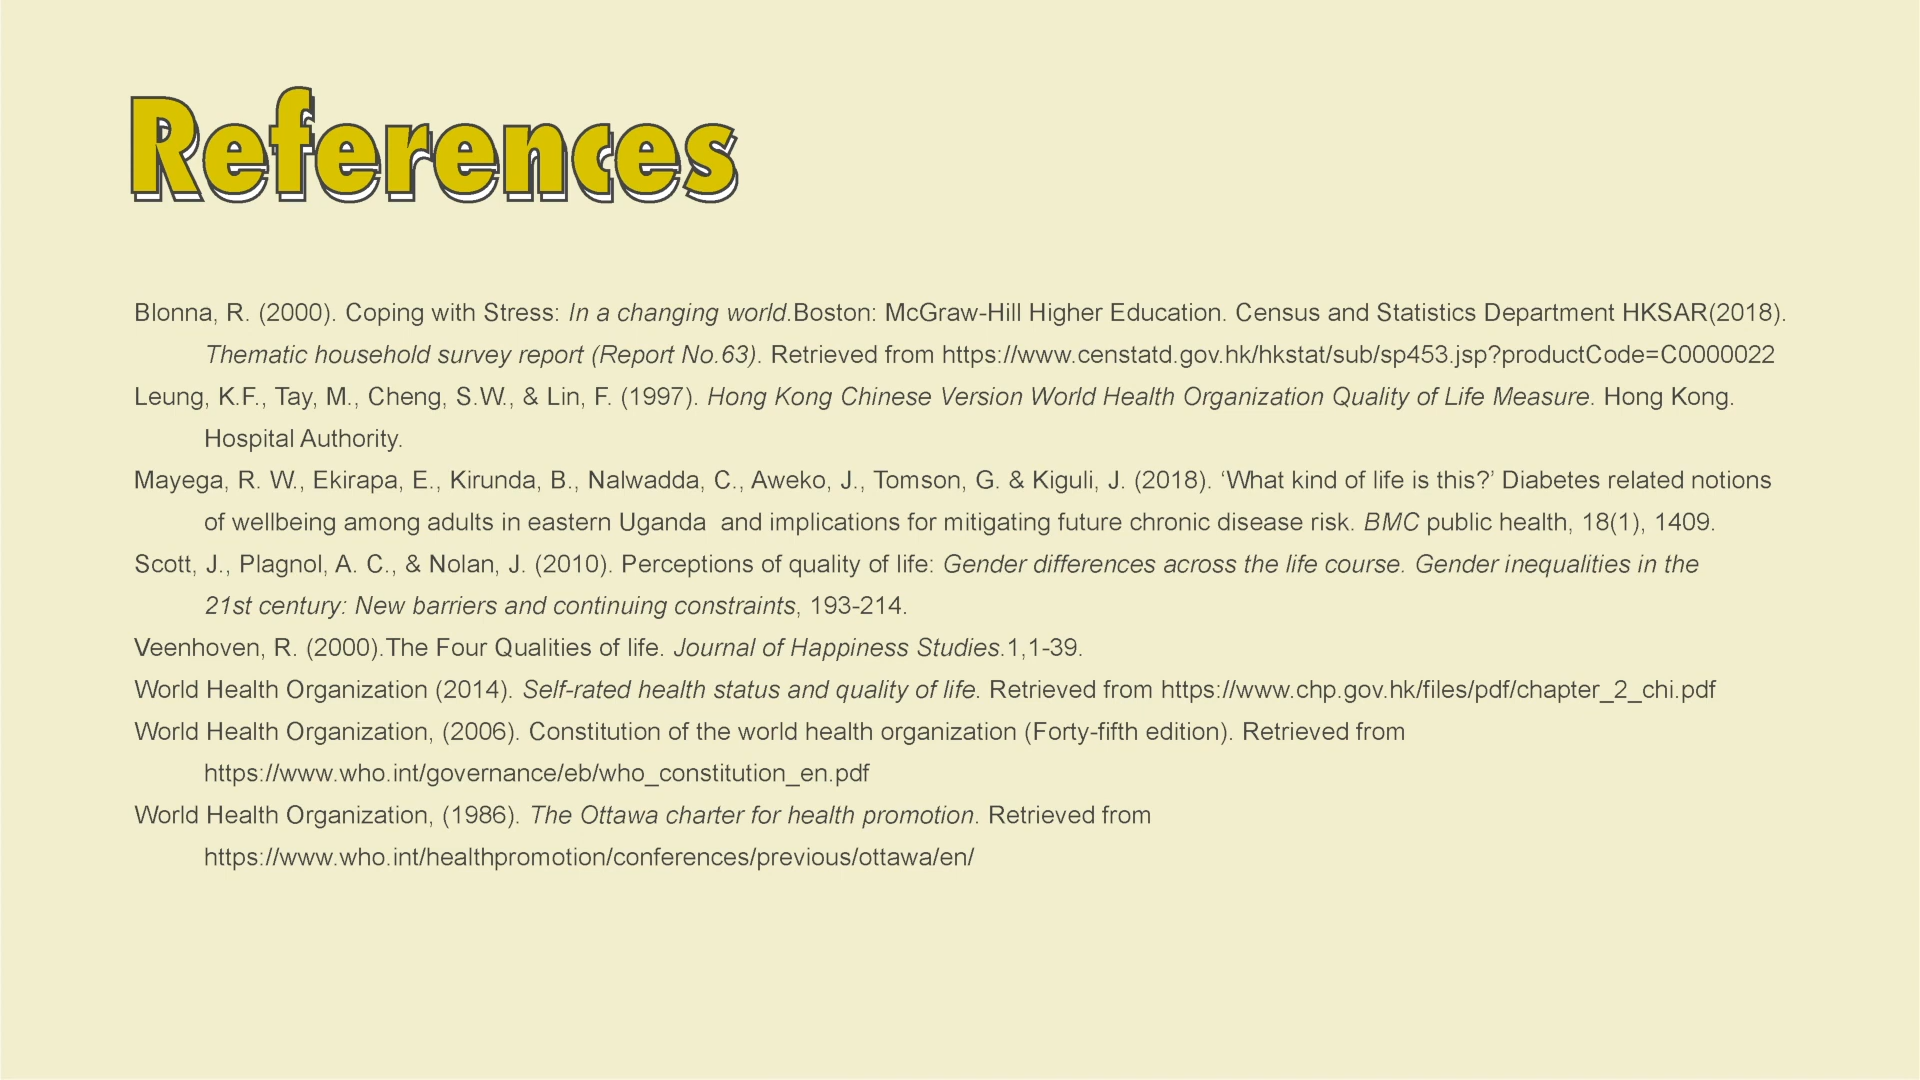 References
Blonna, R. (2000). Coping with Stress: In a changing world.Boston: McGraw-Hill Higher Education. Census and Statistics Department HKSAR(2018).
Thematic household survey report (Report No.63). Retrieved from https://www.censtatd.gov.hk/hkstat/sub/sp453.jsp?productCode=C0000022
Leung, K.F., Tay, M., Cheng, S.W., & Lin, F. (1997). Hong Kong Chinese Version World Health Organization Quality of Life Measure. Hong Kong.
Hospital Authority.
Mayega, R. W., Ekirapa, E., Kirunda, B., Nalwadda, C., Aweko, J., Tomson, G. & Kiguli, J. (2018). ‘What kind of life is this?’ Diabetes related notions
of wellbeing among adults in eastern Uganda  and implications for mitigating future chronic disease risk. BMC public health, 18(1), 1409.
Scott, J., Plagnol, A. C., & Nolan, J. (2010). Perceptions of quality of life: Gender differences across the life course. Gender inequalities in the
21st century: New barriers and continuing constraints, 193-214.
Veenhoven, R. (2000).The Four Qualities of life. Journal of Happiness Studies.1,1-39.
World Health Organization (2014). Self-rated health status and quality of life. Retrieved from https://www.chp.gov.hk/files/pdf/chapter_2_chi.pdf
World Health Organization, (2006). Constitution of the world health organization (Forty-fifth edition). Retrieved from
https://www.who.int/governance/eb/who_constitution_en.pdf
World Health Organization, (1986). The Ottawa charter for health promotion. Retrieved from
https://www.who.int/healthpromotion/conferences/previous/ottawa/en/